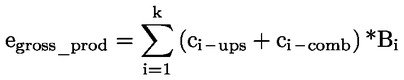 e_gross_prod = ∑_{i=1}^{k} (c_{i-ups} + c_{i-comb}) *B_i